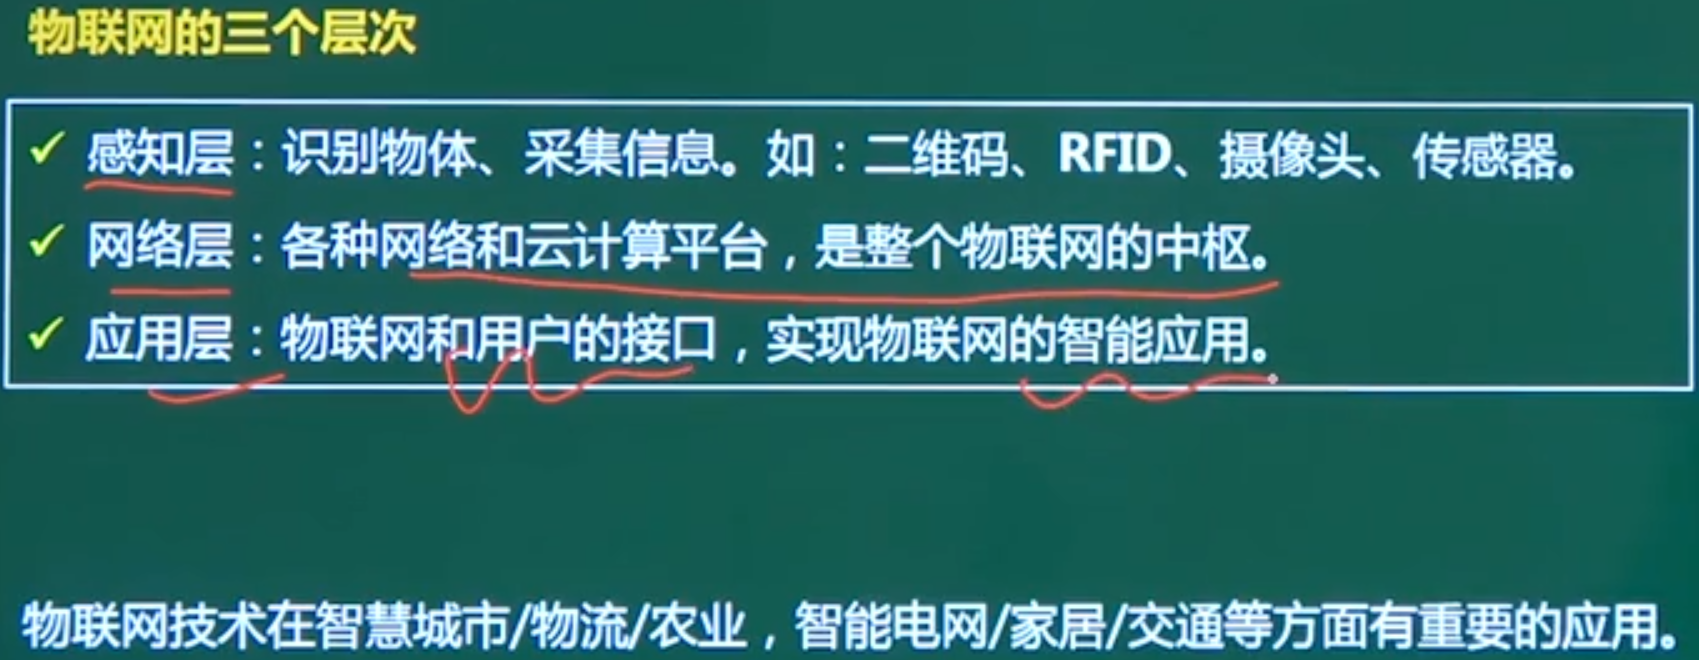 物联网的三个层次
✓ 感知层：识别物体、采集信息。如：二维码、RFID、摄像头、传感器。
✓ 网络层：各种网络和云计算平台，是整个物联网的中枢。
✓ 应用层：物联网和用户的接口，实现物联网的智能应用。
物联网技术在智慧城市/物流/农业，智能电网/家居/交通等方面有重要的应用。